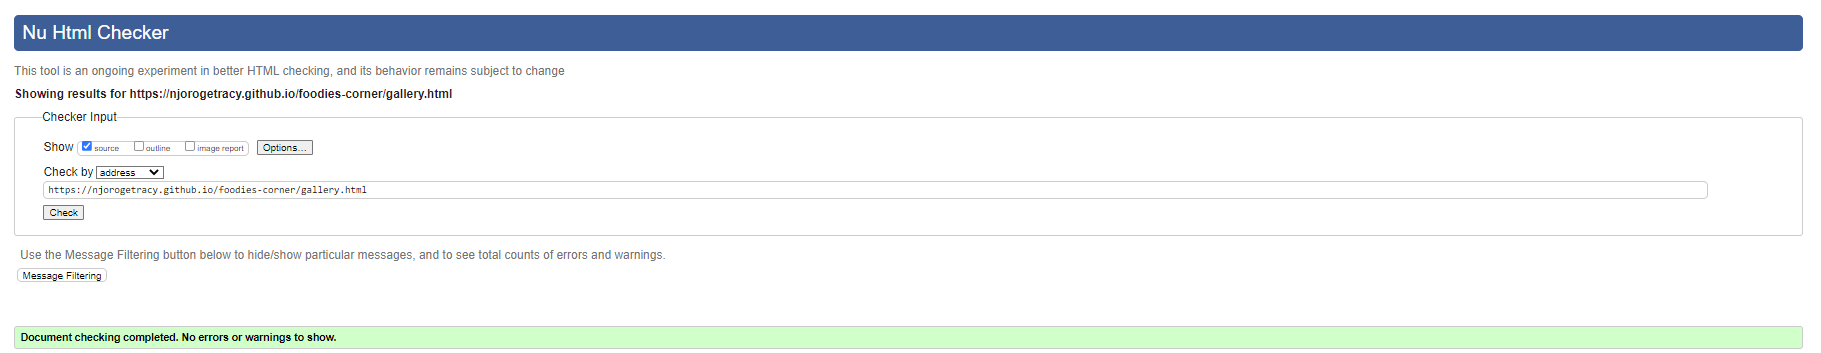 Nu Html Checker
This tool is an ongoing experiment in better HTML checking, and its behavior remains subject to change
Showing results for https://njorogetracy.github.io/foodies-corner/gallery.html
Checker Input
Show source outline image report Options...
Check by address
https://njorogetracy.github.io/foodies-corner/gallery.html
Check
Use the Message Filtering button below to hide/show particular messages, and to see total counts of errors and warnings.
Message Filtering
Document checking completed. No errors or warnings to show.